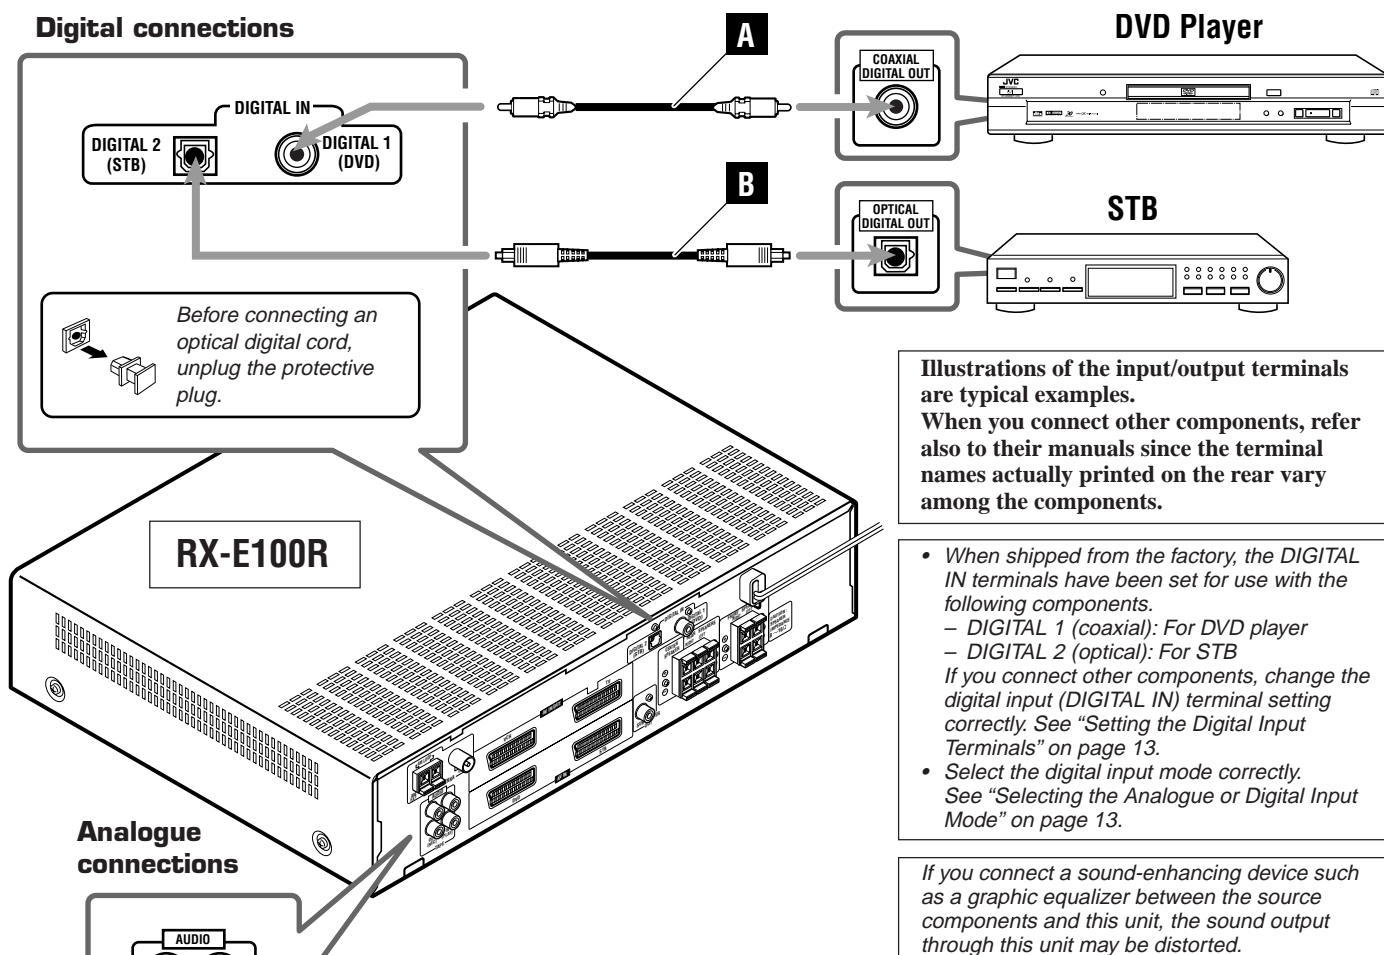 Digital connections
A
DVD Player
COAXIAL
DIGITAL OUT
JVC
DIGITAL IN
DIGITAL 2
(STB)
DIGITAL 1
(DVD)
B
STB
OPTICAL
DIGITAL OUT
Before connecting an
optical digital cord,
unplug the protective
plug.
Illustrations of the input/output terminals
are typical examples.
When you connect other components, refer
also to their manuals since the terminal
names actually printed on the rear vary
among the components.
RX-E100R
• When shipped from the factory, the DIGITAL
IN terminals have been set for use with the
following components.
– DIGITAL 1 (coaxial): For DVD player
– DIGITAL 2 (optical): For STB
If you connect other components, change the
digital input (DIGITAL IN) terminal setting
correctly. See “Setting the Digital Input
Terminals” on page 13.
• Select the digital input mode correctly.
See “Selecting the Analogue or Digital Input
Mode” on page 13.
Analogue
connections
AUDIO
If you connect a sound-enhancing device such
as a graphic equalizer between the source
components and this unit, the sound output
through this unit may be distorted.